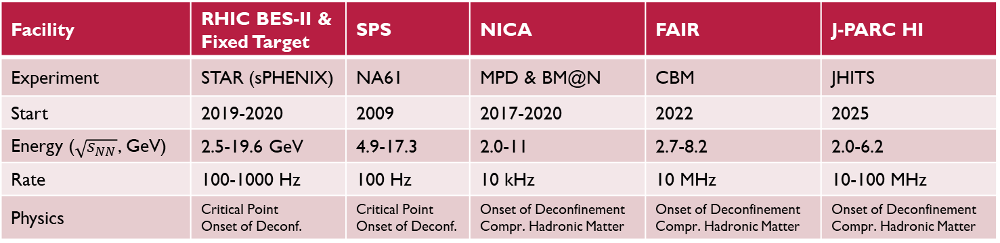 Facility RHIC BES-II & Fixed Target SPS NICA FAIR J-PARC HI
Experiment STAR (sPHENIX) NA61 MPD & BM@N CBM JHITS
Start 2019-2020 2009 2017-2020 2022 2025
Energy (√s_NN, GeV) 2.5-19.6 GeV 4.9-17.3 2.0-11 2.7-8.2 2.0-6.2
Rate 100-1000 Hz 100 Hz 10 kHz 10 MHz 10-100 MHz
Physics Critical Point Onset of Deconf. Critical Point Onset of Deconf. Onset of Deconfinement Compr. Hadronic Matter Onset of Deconfinement Compr. Hadronic Matter Onset of Deconfinement Compr. Hadronic Matter